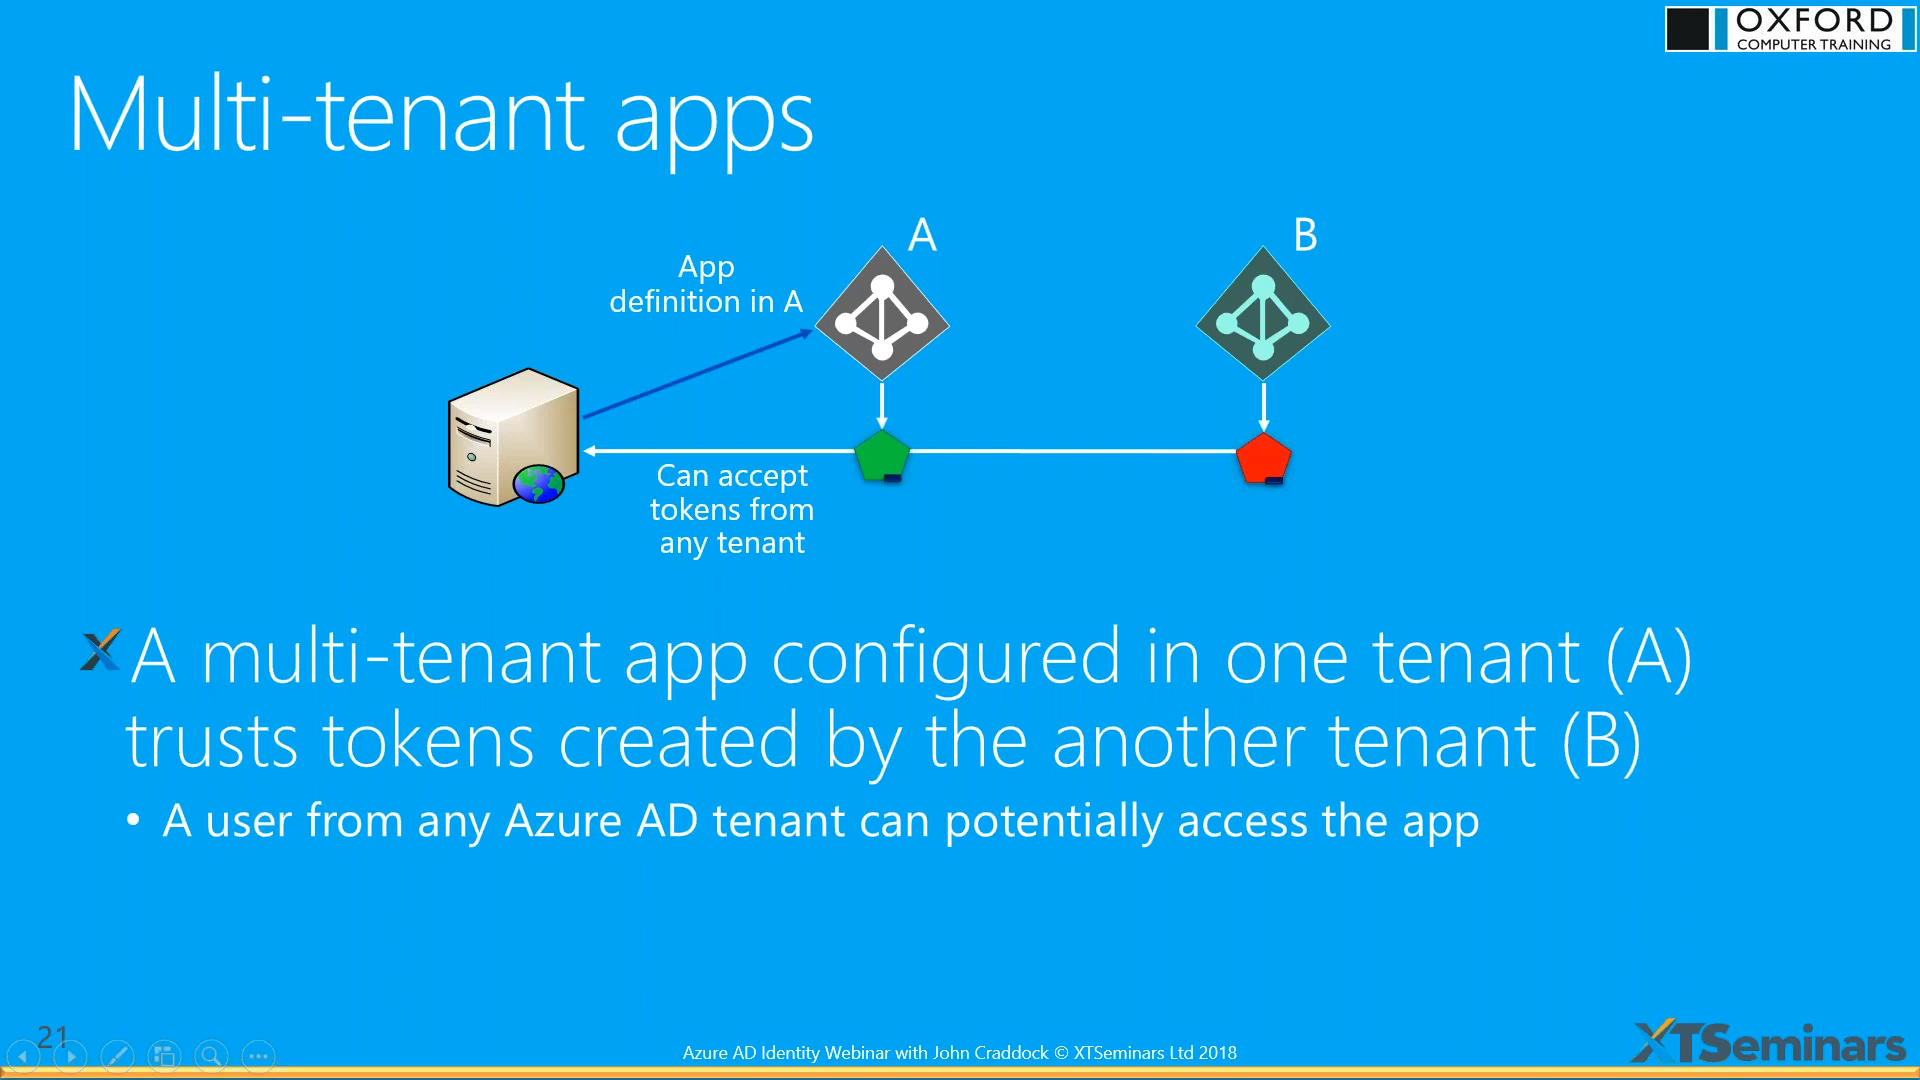 OXFORD
COMPUTER TRAINING
Multi-tenant apps
A
B
App
definition in A
Can accept
tokens from
any tenant
A multi-tenant app configured in one tenant (A)
trusts tokens created by the another tenant (B)
• A user from any Azure AD tenant can potentially access the app
21
Azure AD Identity Webinar with John Craddock © XTSeminars Ltd 2018
XTSeminars